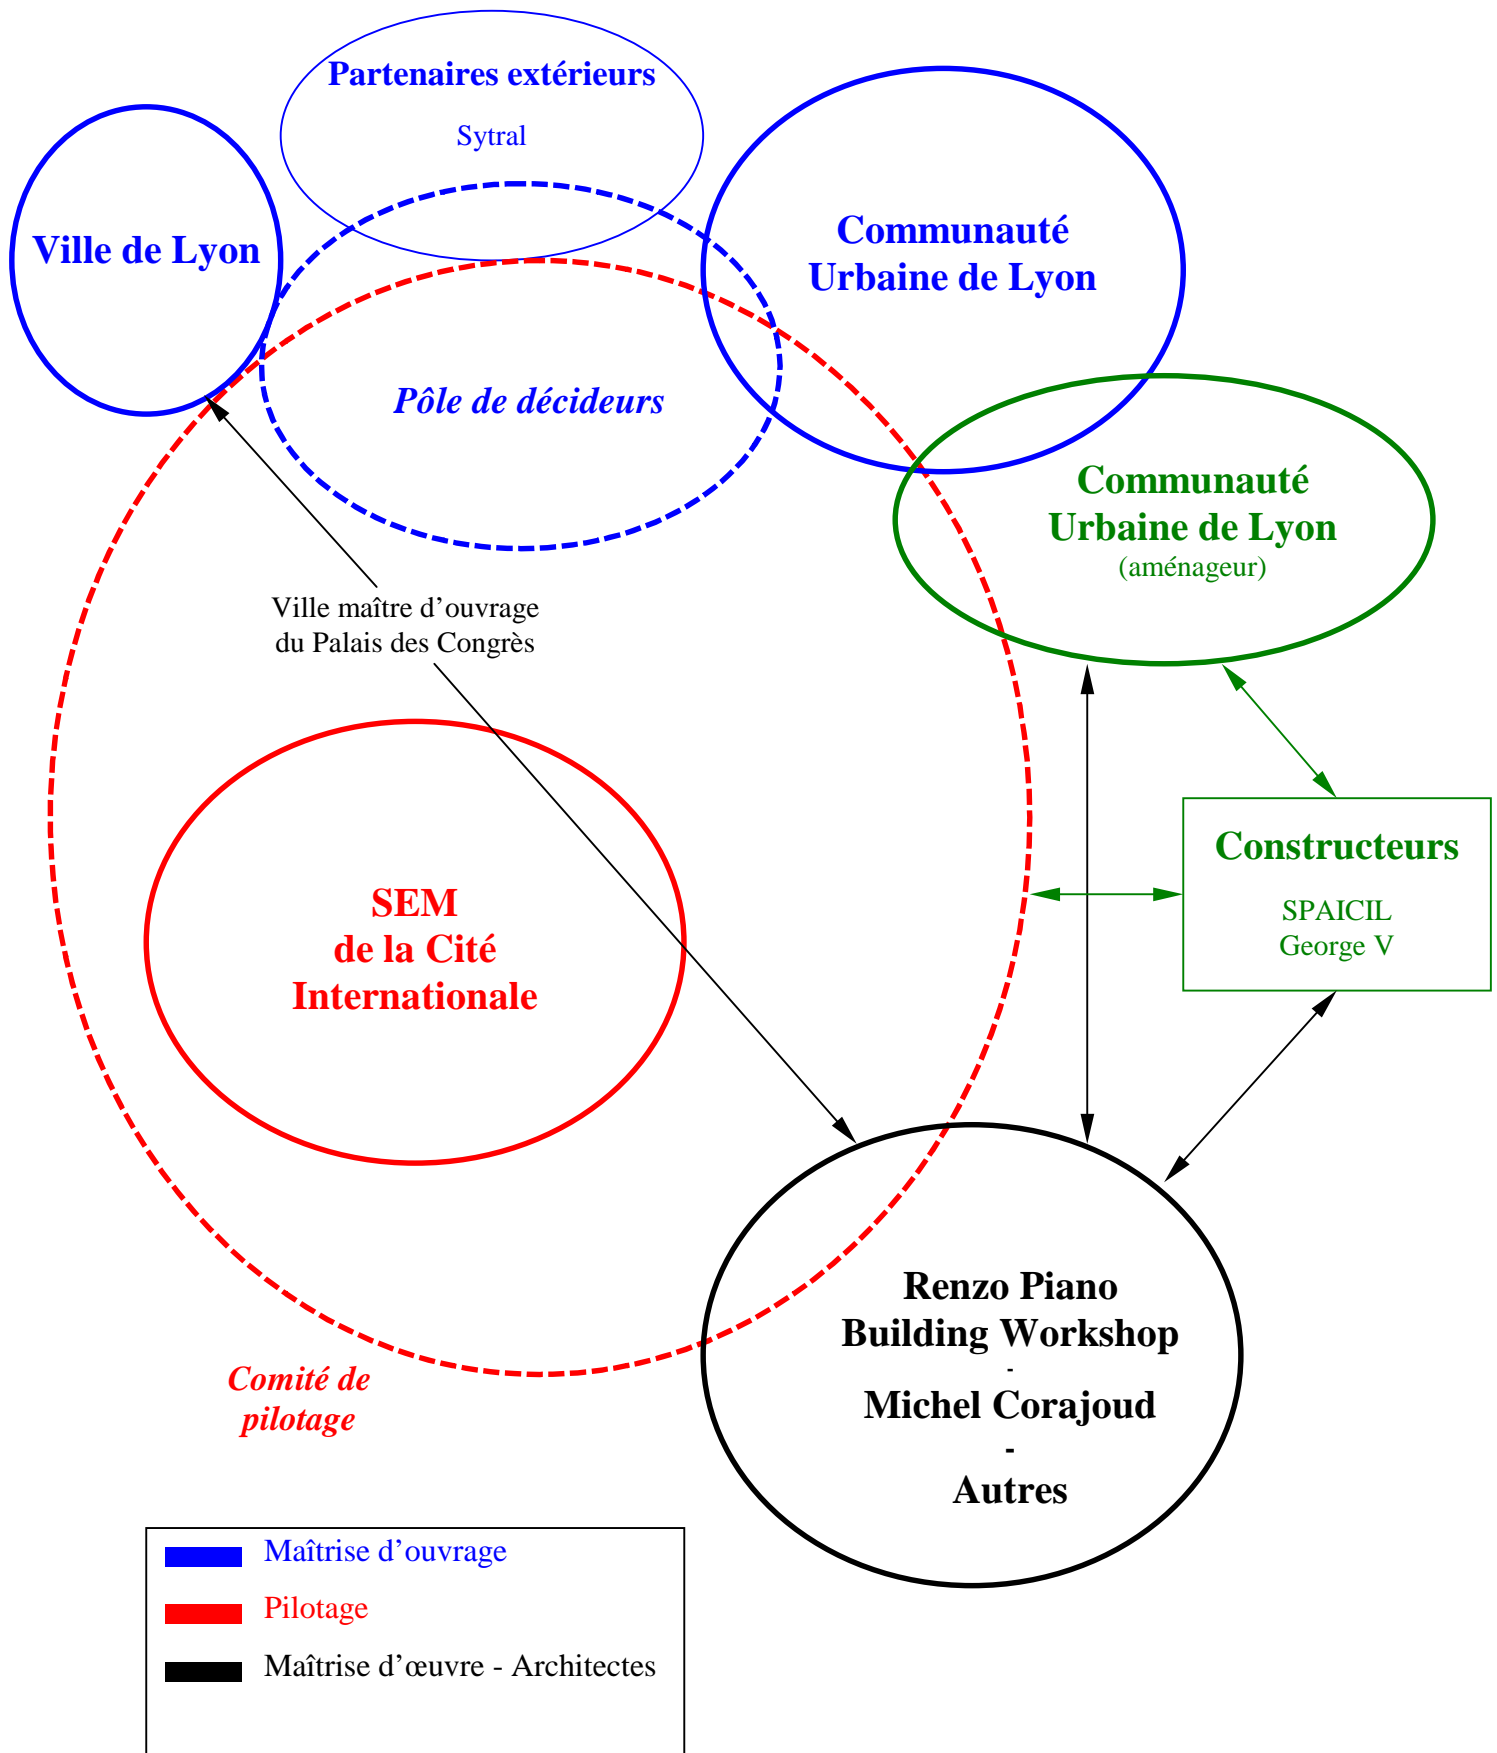 Partenaires extérieurs
Sytral
Ville de Lyon
Communauté
Urbaine de Lyon
Pôle de décideurs
Communauté
Urbaine de Lyon
(aménageur)
Ville maître d’ouvrage
du Palais des Congrès
Constructeurs
SPAICIL
George V
SEM
de la Cité
Internationale
Renzo Piano
Building Workshop
-
Michel Corajoud
-
Autres
Comité de
pilotage
Maîtrise d’ouvrage
Pilotage
Maîtrise d’œuvre - Architectes